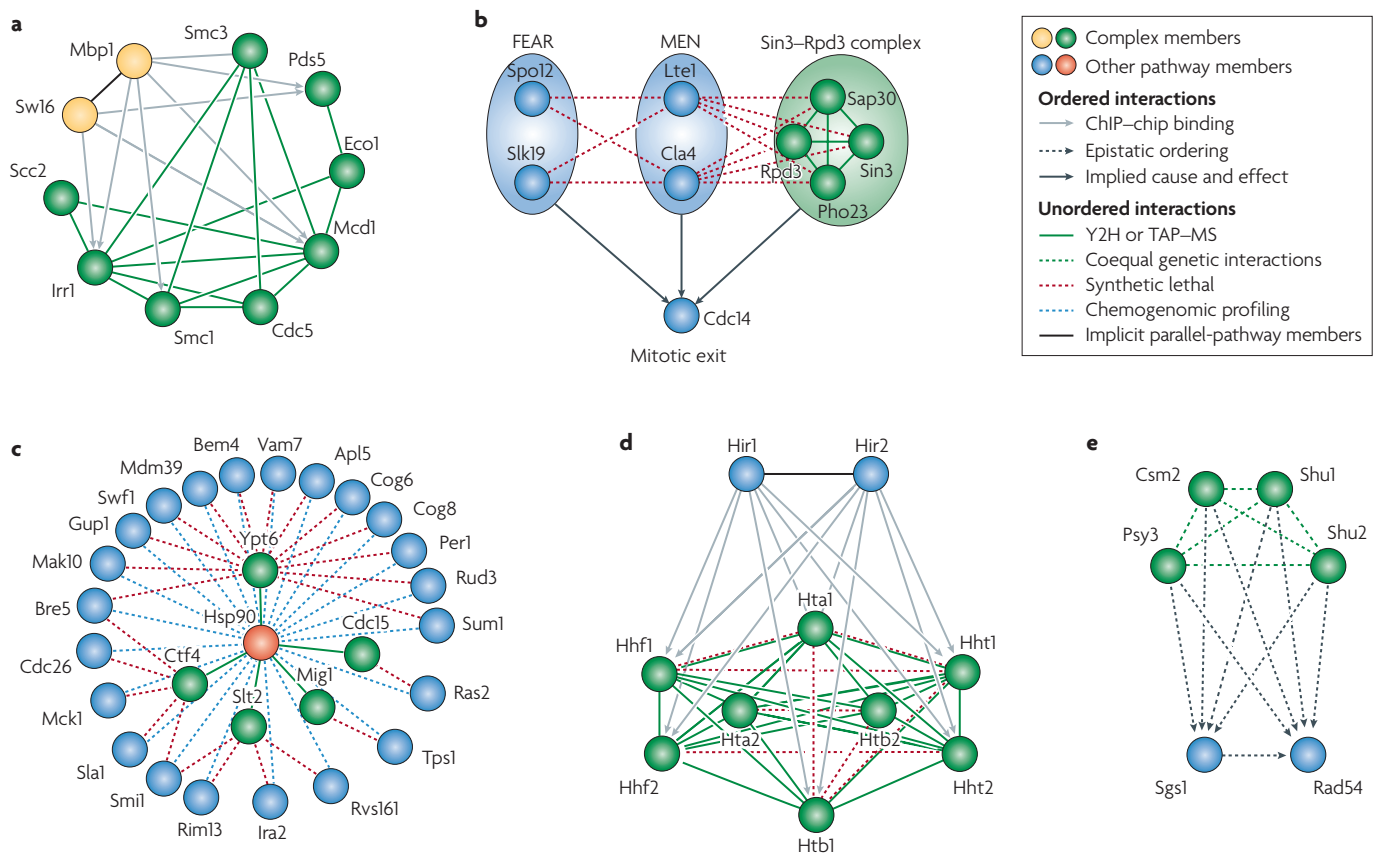 a
Mbp1
Smc3
Pds5
Sw16
Eco1
Scc2
Mcd1
Irr1
Smc1
Cdc5
b
FEAR
MEN
Sin3–Rpd3 complex
Spo12
Lte1
Sap30
Slk19
Cla4
Rpd3
Sin3
Pho23
Cdc14
Mitotic exit
Complex members
Other pathway members
Ordered interactions
ChIP–chip binding
Epistatic ordering
Implied cause and effect
Unordered interactions
Y2H or TAP–MS
Coequal genetic interactions
Synthetic lethal
Chemogenomic profiling
Implicit parallel-pathway members
c
Bem4
Vam7
Apl5
Mdm39
Cog6
Swf1
Cog8
Gup1
Ypt6
Per1
Mak10
Rud3
Bre5
Hsp90
Cdc15
Sum1
Cdc26
Ctf4
Mig1
Slt2
Ras2
Mck1
Tps1
Sla1
Smi1
Rvs161
Rim13
Ira2
d
Hir1
Hir2
Hta1
Hhf1
Hht1
Hta2
Htb2
Hhf2
Hht2
Htb1
e
Csm2
Shu1
Psy3
Shu2
Sgs1
Rad54